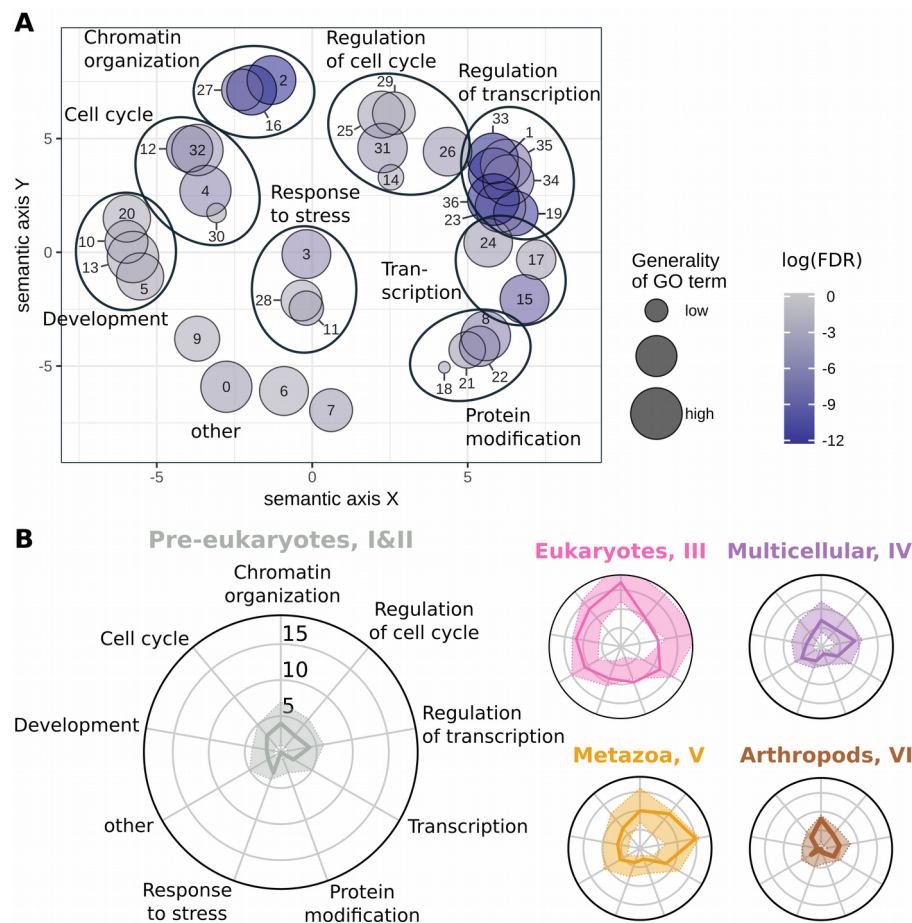 A
Chromatin
organization
Regulation
of cell cycle
Regulation
of transcription
Cell cycle
Response
to stress
Tran-
scription
Development
other
Protein
modification
27
2
16
29
25
31
14
26
33
1
35
34
36
23
19
12
32
4
30
20
10
13
5
3
28
11
24
17
15
8
18
21
22
9
0
6
7
5
0
-5
semantic axis Y
-5
0
5
semantic axis X
Generality
of GO term
low
high
log(FDR)
0
-3
-6
-9
-12
B
Pre-eukaryotes, I&II
Chromatin
organization
Regulation
of cell cycle
Cell cycle
15
10
5
Development
Regulation
of transcription
other
Transcription
Response
to stress
Protein
modification
Eukaryotes, III
Multicellular, IV
Metazoa, V
Arthropods, VI